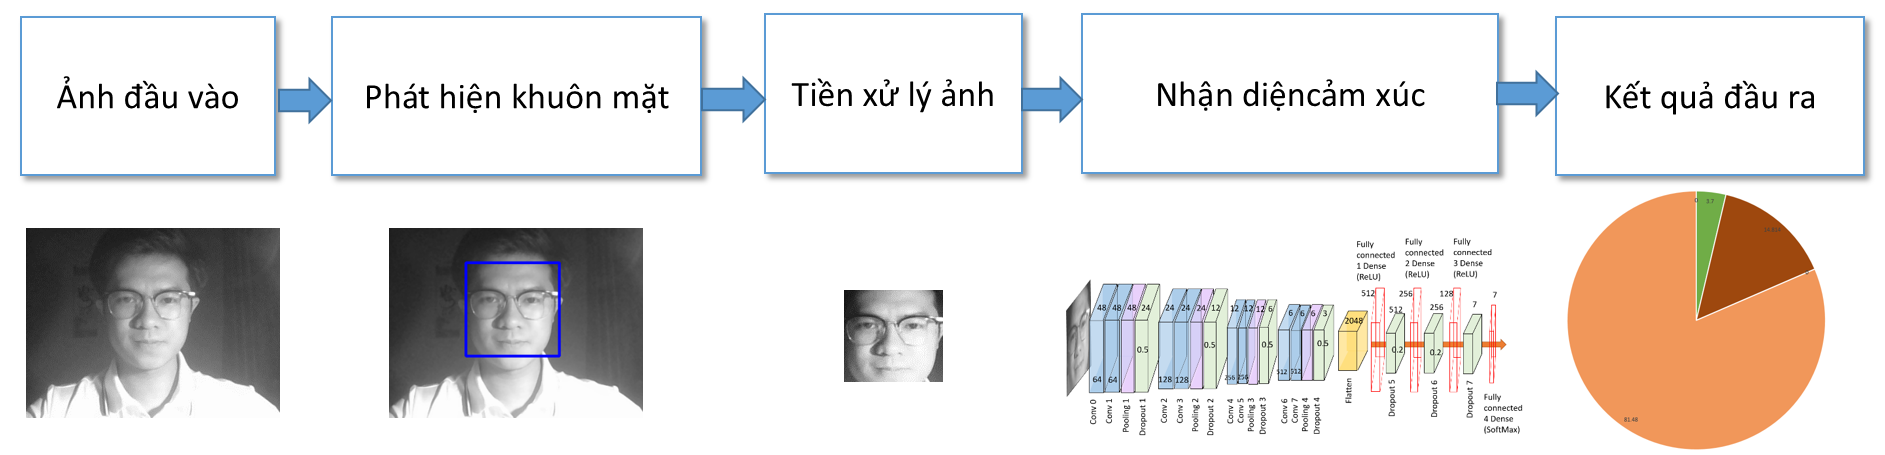 Ảnh đầu vào
Phát hiện khuôn mặt
Tiền xử lý ảnh
Nhận diệncảm xúc
Kết quả đầu ra
Fully
connected
1 Dense
(ReLU)
Fully
connected
2 Dense
(ReLU)
Fully
connected
3 Dense
(ReLU)
48 48 48 24
24 24 24 12
12 12 12 6
6 6 6 3
2048
512
512
256
256
128
7
7
0.5
0.5
0.5
0.5
0.2
0.2
64 64
128 128
256 256
512 512
Conv 0
Conv 1
Pooling 1
Dropout 1
Conv 2
Conv 3
Pooling 2
Dropout 2
Conv 4
Conv 5
Pooling 3
Dropout 3
Conv 6
Conv 7
Pooling 4
Dropout 4
Flatten
Dropout 5
Dropout 6
Dropout 7
Fully
connected
4 Dense
(SoftMax)
0
3.7
81.48